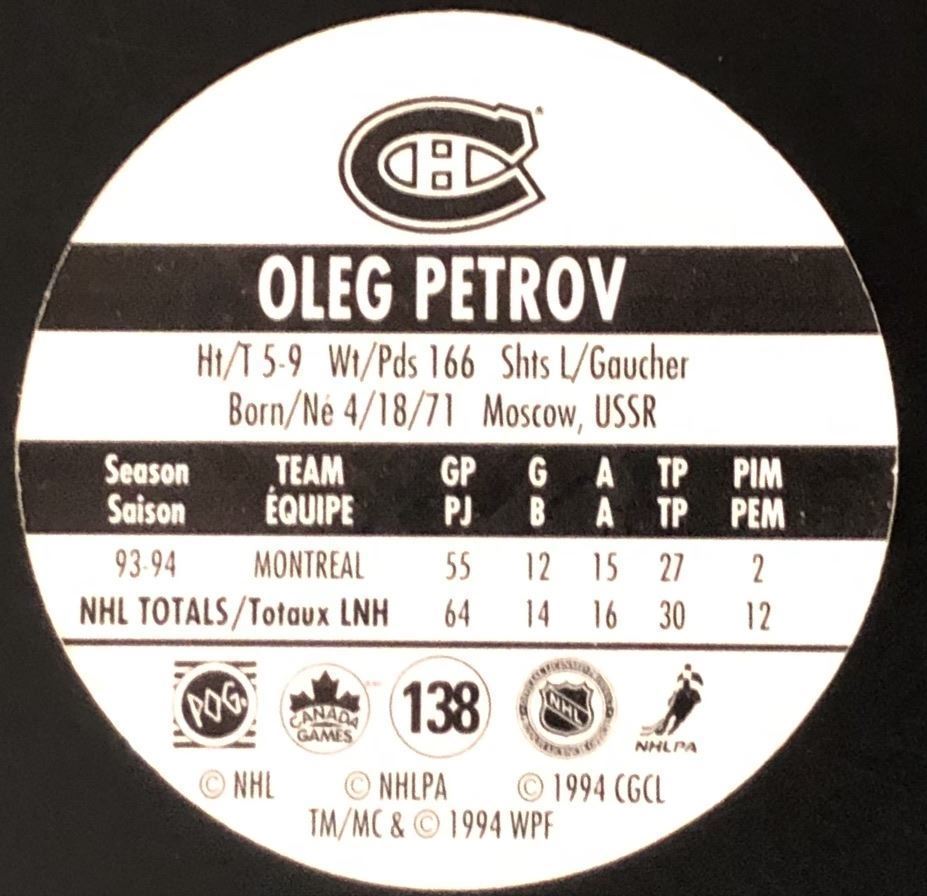 OLEG PETROV
Ht/T 5-9 Wt/Pds 166 Shts L/Gaucher
Born/Né 4/18/71 Moscow, USSR
Season TEAM GP G A TP PIM
Saison ÉQUIPE PJ B A TP PEM
93-94 MONTREAL 55 12 15 27 2
NHL TOTALS/Totaux LNH 64 14 16 30 12
POG. CANADA GAMES 138 NHL NHLPA
© NHL © NHLPA © 1994 CGCL
TM/MC & © 1994 WPF